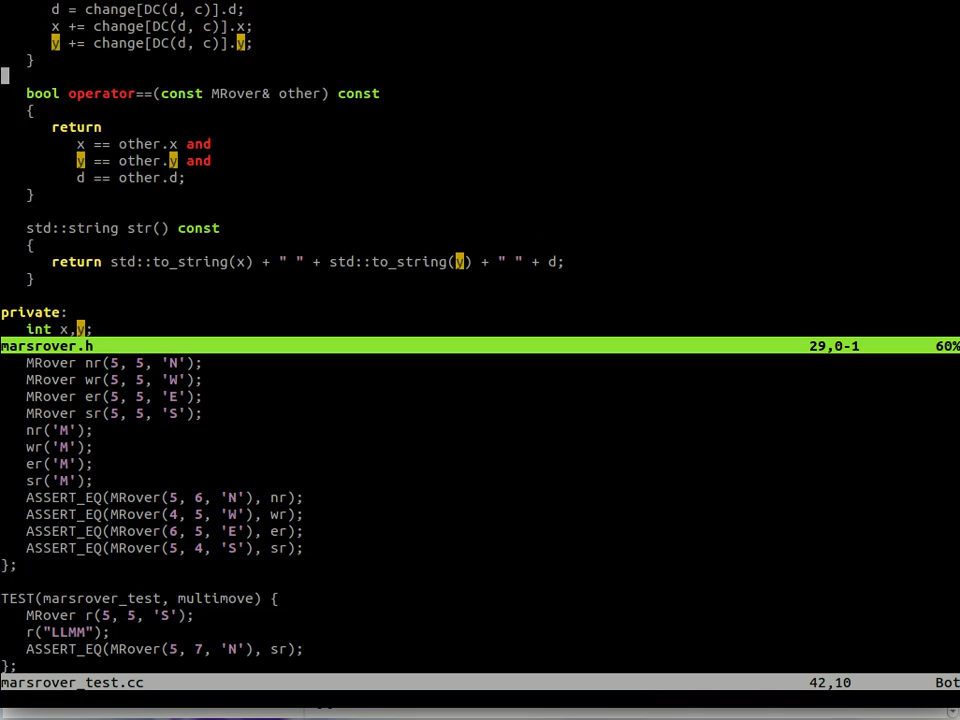 d = change[DC(d, c)].d;
x += change[DC(d, c)].x;
y += change[DC(d, c)].y;
}
bool operator==(const MRover& other) const
{
return
x == other.x and
y == other.y and
d == other.d;
}
std::string str() const
{
return std::to_string(x) + " " + std::to_string(y) + " " + d;
}
private:
int x,y;
marsrover.h 29,0-1 60%
MRover nr(5, 5, 'N');
MRover wr(5, 5, 'W');
MRover er(5, 5, 'E');
MRover sr(5, 5, 'S');
nr('M');
wr('M');
er('M');
sr('M');
ASSERT_EQ(MRover(5, 6, 'N'), nr);
ASSERT_EQ(MRover(4, 5, 'W'), wr);
ASSERT_EQ(MRover(6, 5, 'E'), er);
ASSERT_EQ(MRover(5, 4, 'S'), sr);
};
TEST(marsrover_test, multimove) {
MRover r(5, 5, 'S');
r("LLMM");
ASSERT_EQ(MRover(5, 7, 'N'), sr);
};
marsrover_test.cc 42,10 Bot